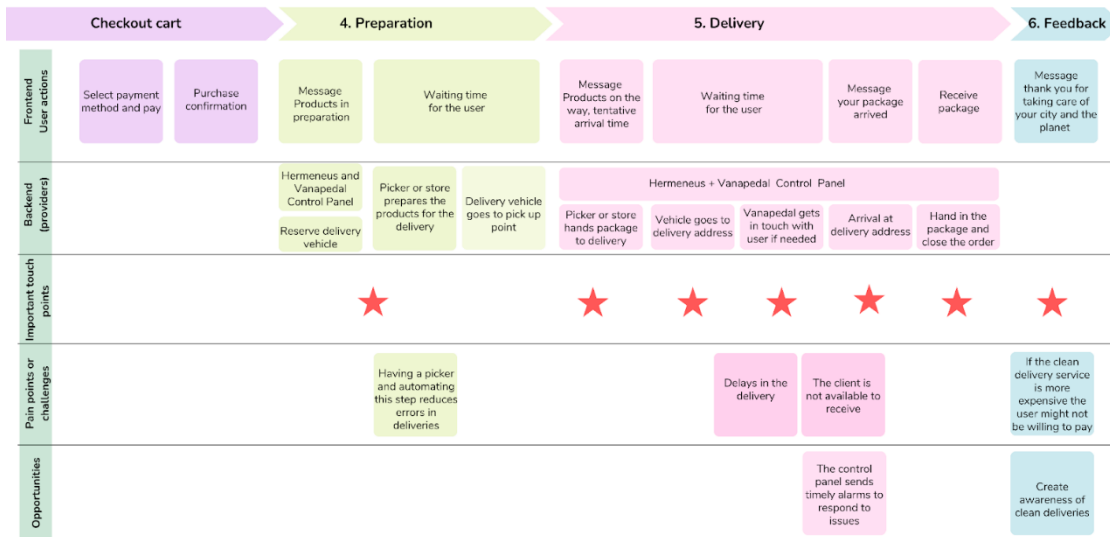 Checkout cart
4. Preparation
5. Delivery
6. Feedback
Frontend
User actions
Select payment
method and pay
Purchase
confirmation
Message
Products in
preparation
Waiting time
for the user
Message
Products on the
way, tentative
arrival time
Waiting time
for the user
Message
your package
arrived
Receive
package
Message
thank you for
taking care of
your city and the
planet
Backend
(providers)
Hermeneus and
Vanapedal
Control Panel
Reserve delivery
vehicle
Picker or store
prepares the
products for the
delivery
Delivery vehicle
goes to pick up
point
Hermeneus + Vanapedal Control Panel
Picker or store
hands package
to delivery
Vehicle goes to
delivery address
Vanapedal gets
in touch with
user if needed
Arrival at
delivery address
Hand in the
package and
close the order
Important touch
points
Pain points or
challenges
Having a picker
and automating
this step reduces
errors in
deliveries
Delays in the
delivery
The client is
not available to
receive
If the clean
delivery service
is more
expensive the
user might not
be willing to pay
Opportunities
The control
panel sends
timely alarms to
respond to
issues
Create
awareness of
clean deliveries